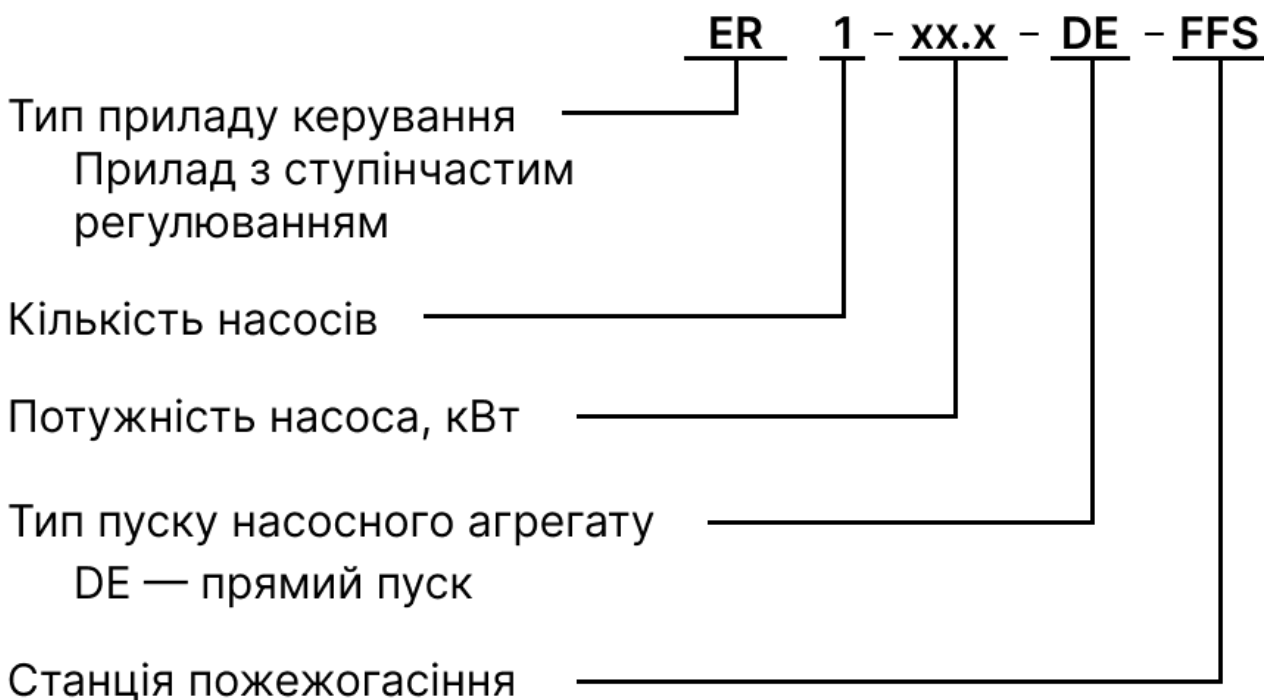 ER 1 – xx.x – DE – FFS
Тип приладу керування
Прилад з ступінчастим
регулюванням
Кількість насосів
Потужність насоса, кВт
Тип пуску насосного агрегату
DE — прямий пуск
Станція пожежогасіння